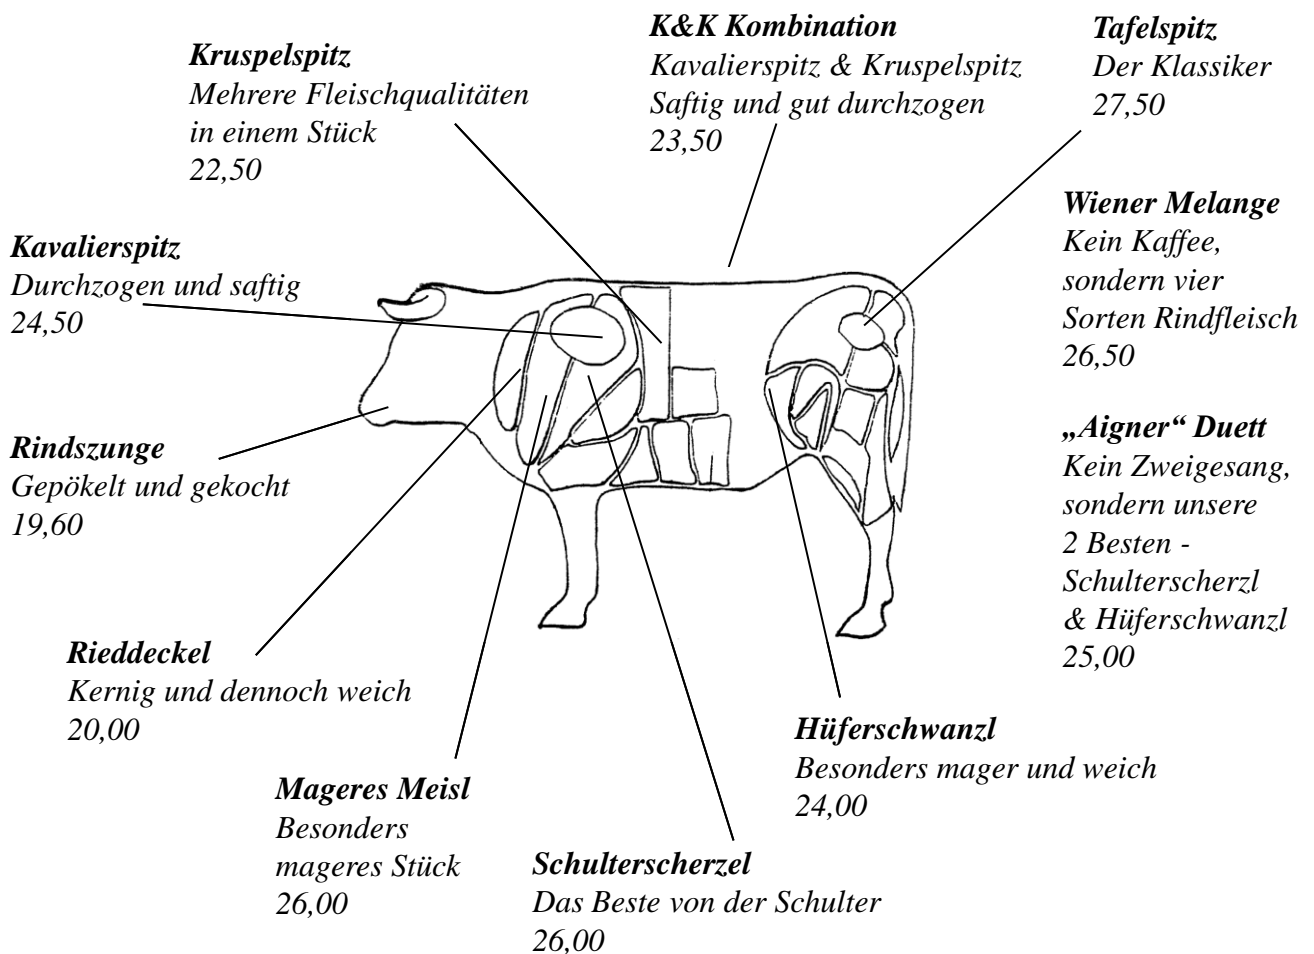 Kruspelspitz
Mehrere Fleischqualitäten
in einem Stück
22,50
K&K Kombination
Kavalierspitz & Kruspelspitz
Saftig und gut durchzogen
23,50
Tafelspitz
Der Klassiker
27,50
Kavalierspitz
Durchzogen und saftig
24,50
Wiener Melange
Kein Kaffee,
sondern vier
Sorten Rindfleisch
26,50
Rindszunge
Gepökelt und gekocht
19,60
„Aigner“ Duett
Kein Zweigesang,
sondern unsere
2 Besten -
Schulterscherzl
& Hüferschwanzl
25,00
Rieddeckel
Kernig und dennoch weich
20,00
Mageres Meisl
Besonders
mageres Stück
26,00
Schulterscherzel
Das Beste von der Schulter
26,00
Hüferschwanzl
Besonders mager und weich
24,00